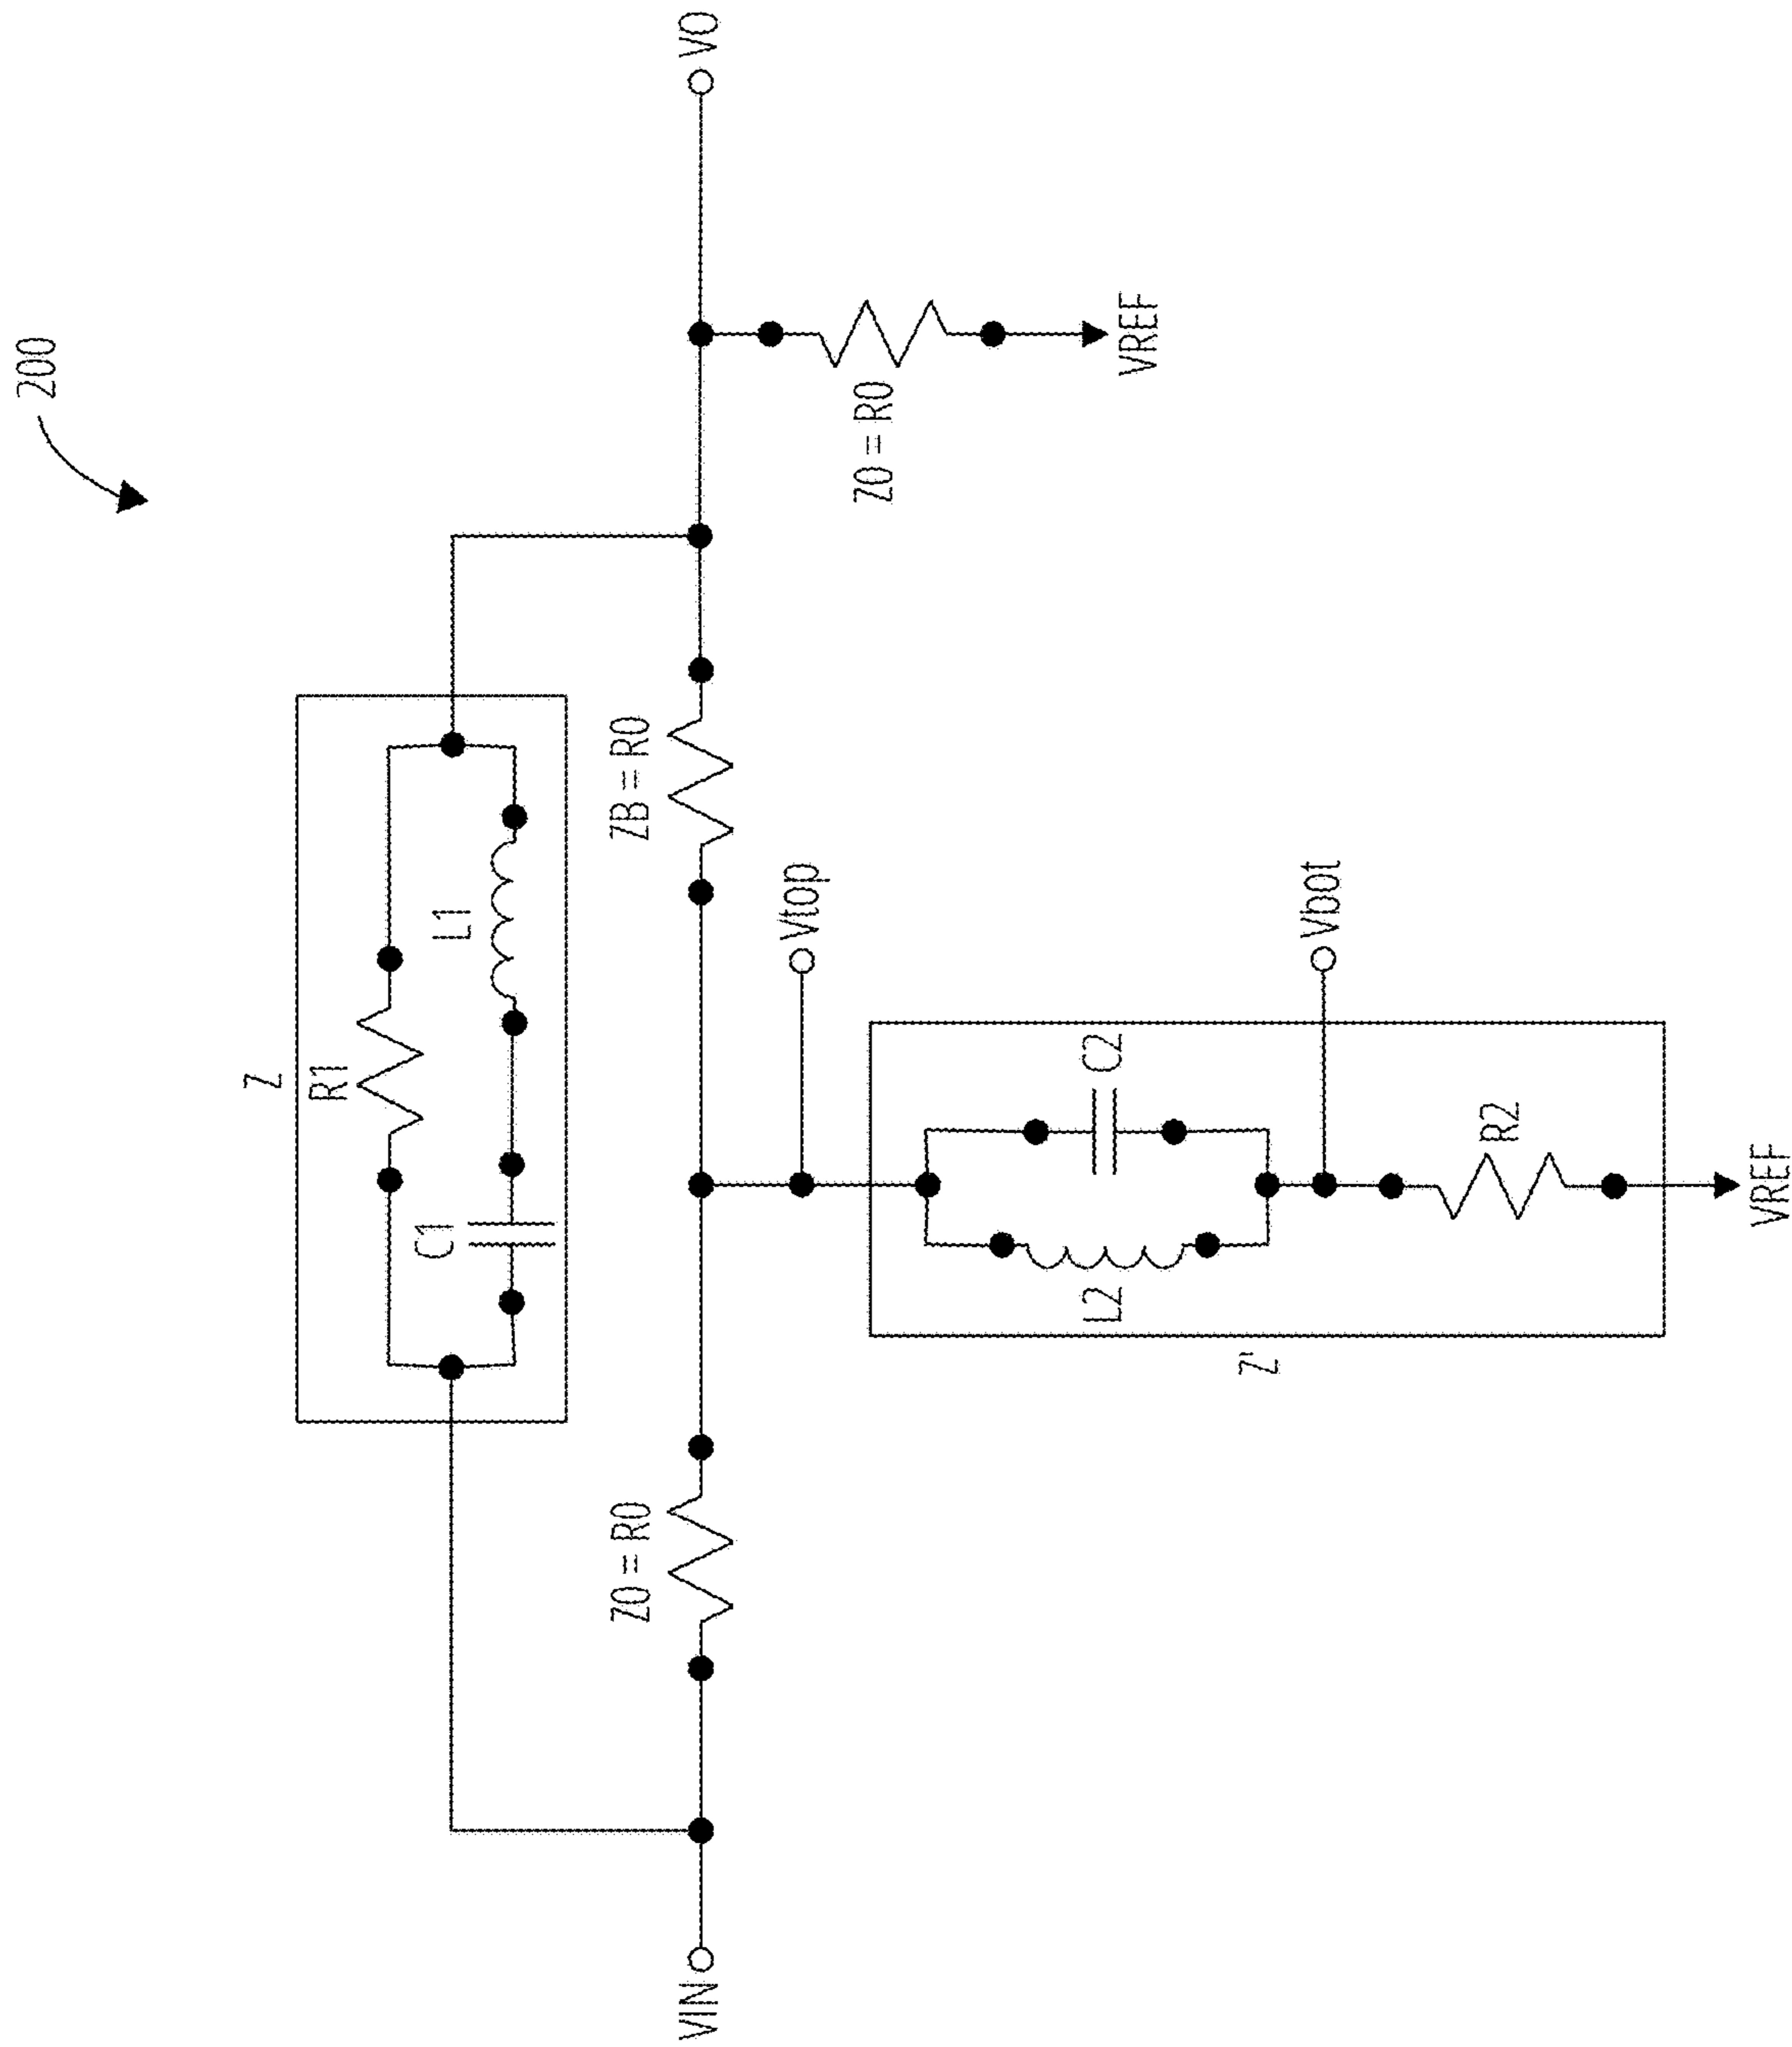 200
Z
R1
C1
L1
Z0 = R0
ZB = R0
VIN
VO
Vtop
Z0 = R0
VREF
L2
C2
Z'
Vbot
R2
VREF